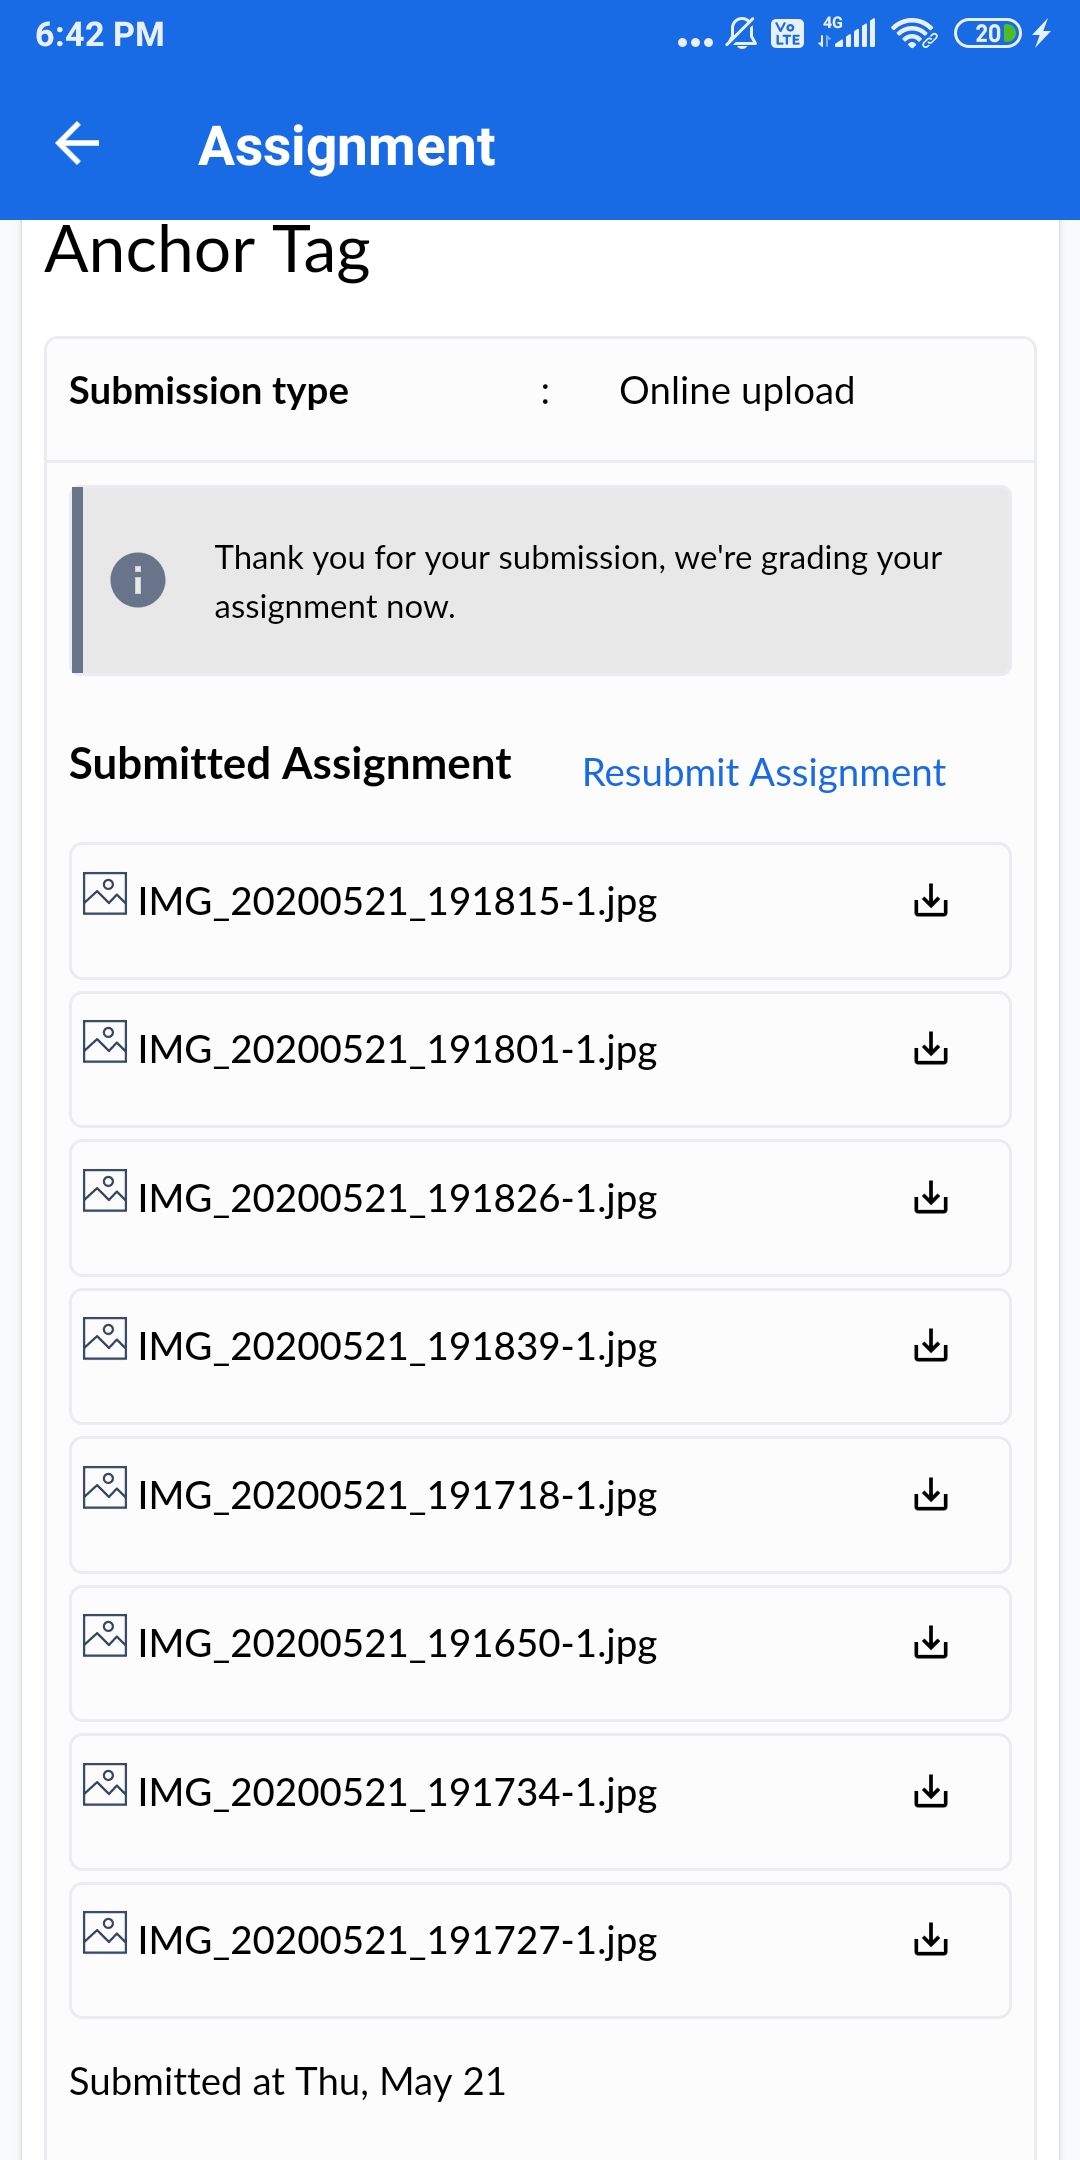 6:42 PM
Vo LTE
4G
20
Assignment
Anchor Tag
Submission type : Online upload
Thank you for your submission, we're grading your
assignment now.
Submitted Assignment Resubmit Assignment
IMG_20200521_191815-1.jpg
IMG_20200521_191801-1.jpg
IMG_20200521_191826-1.jpg
IMG_20200521_191839-1.jpg
IMG_20200521_191718-1.jpg
IMG_20200521_191650-1.jpg
IMG_20200521_191734-1.jpg
IMG_20200521_191727-1.jpg
Submitted at Thu, May 21